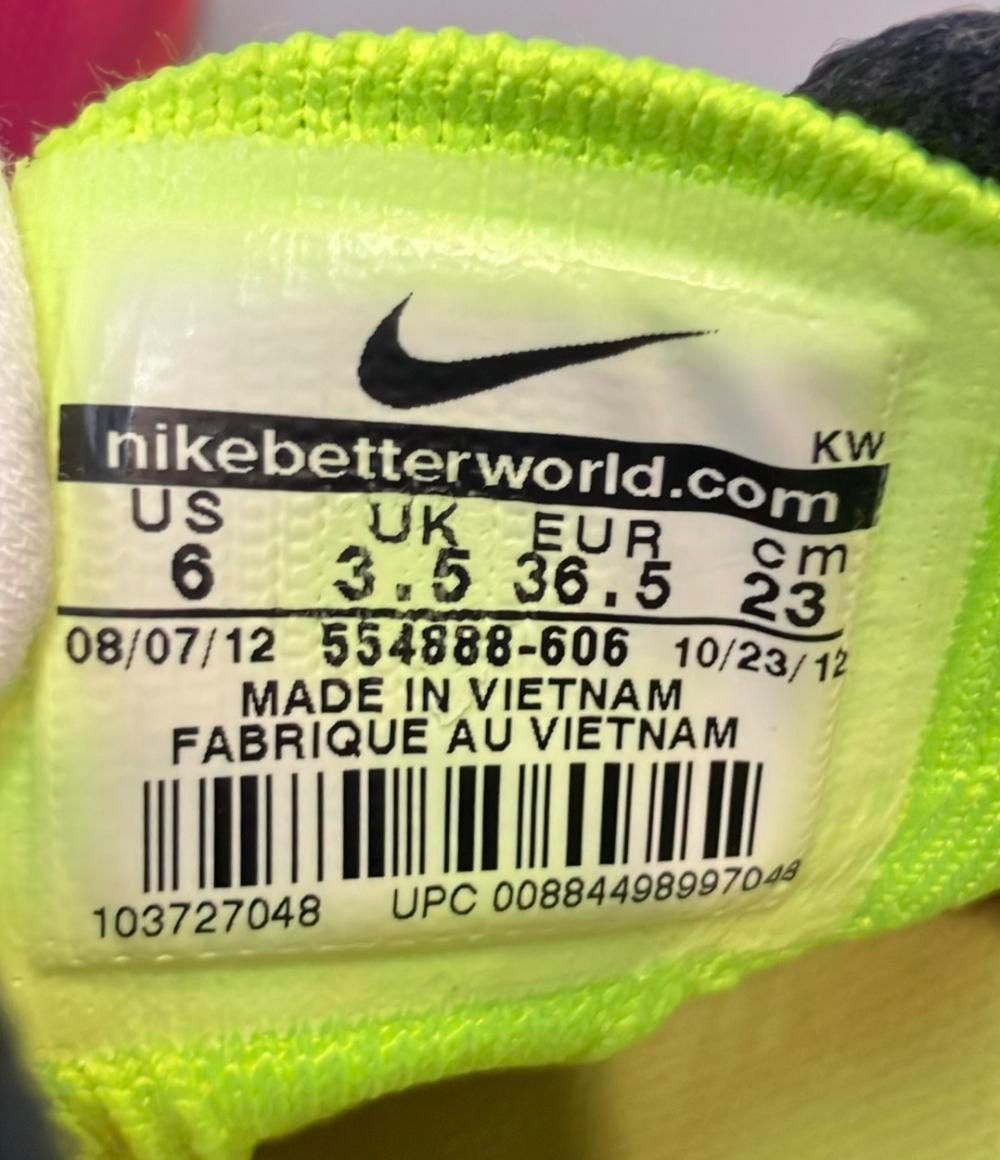 KW
nikebetterworld.com
US UK EUR cm
6 3.5 36.5 23
08/07/12 554888-606 10/23/12
MADE IN VIETNAM
FABRIQUE AU VIETNAM
103727048 UPC 00884498997048